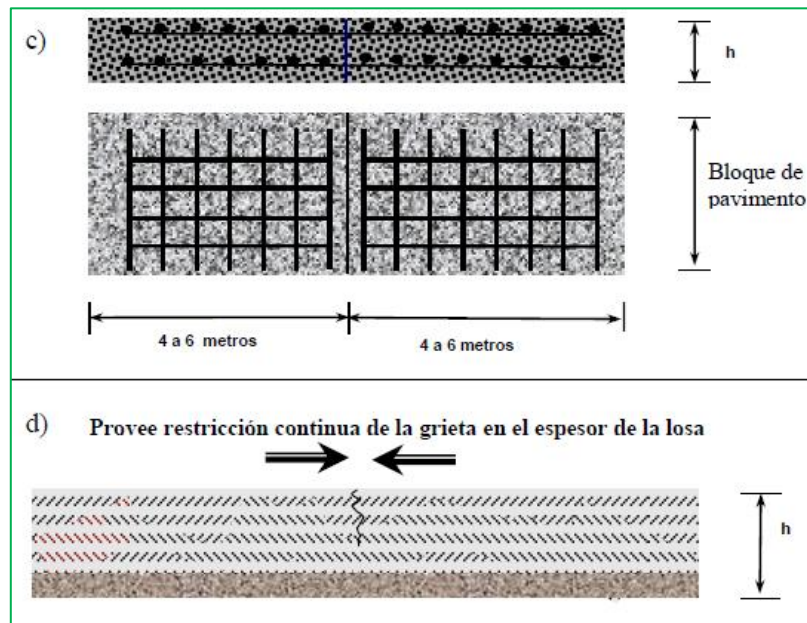 c)
h
Bloque de
pavimento
4 a 6 metros
4 a 6 metros
d)
Provee restricción continua de la grieta en el espesor de la losa
h